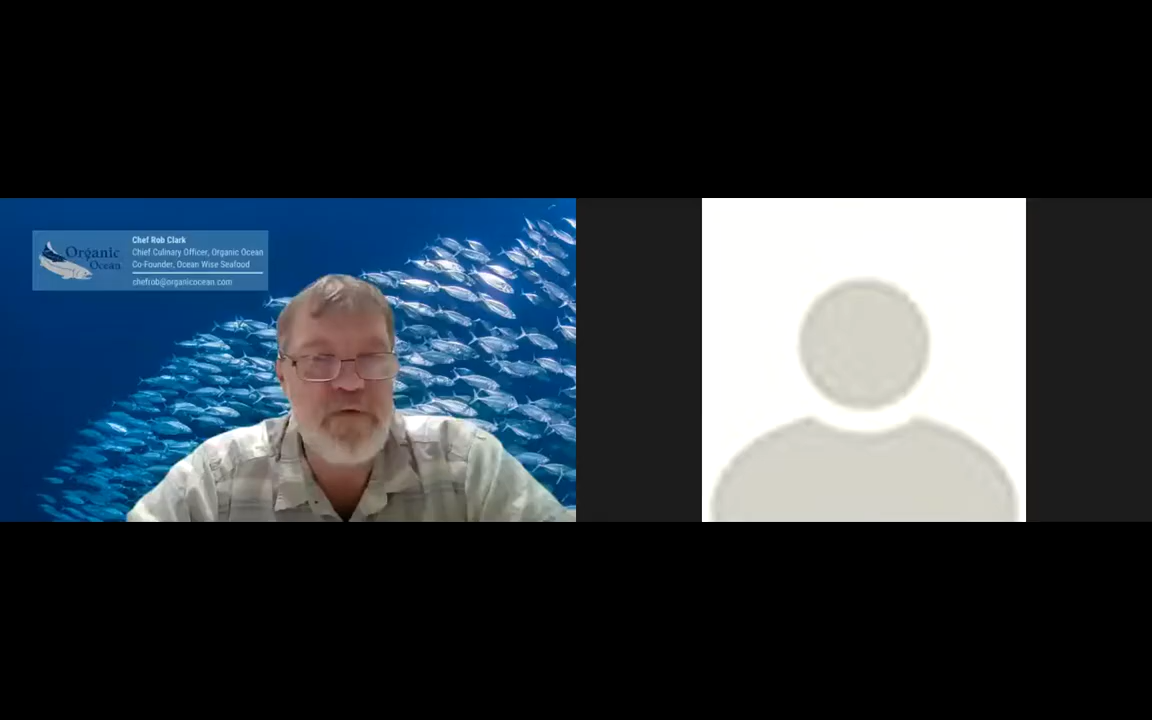 Organic
Ocean
Chef Rob Clark
Chief Culinary Officer, Organic Ocean
Co-Founder, Ocean Wise Seafood
chefrob@organicocean.com